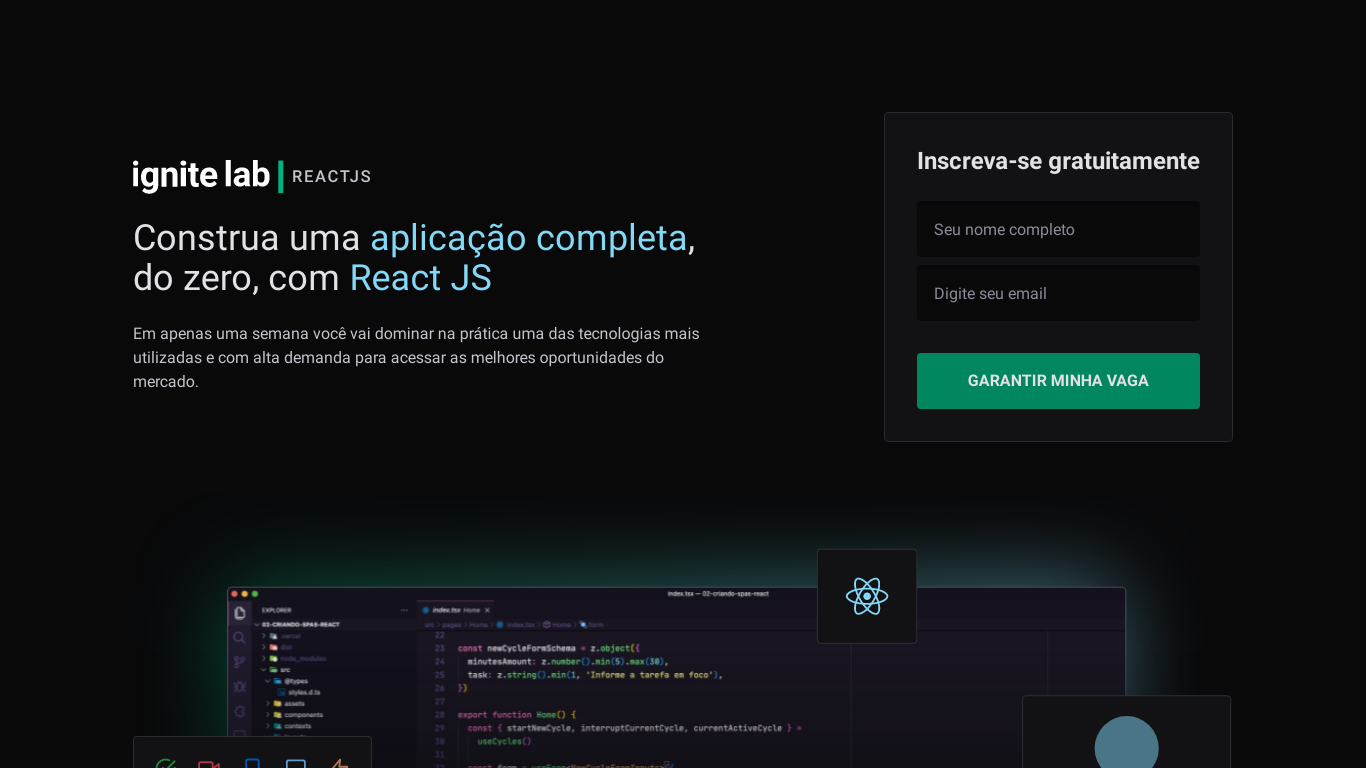 ignite lab | REACTJS
Construa uma aplicação completa,
do zero, com React JS
Em apenas uma semana você vai dominar na prática uma das tecnologias mais
utilizadas e com alta demanda para acessar as melhores oportunidades do
mercado.
Inscreva-se gratuitamente
Seu nome completo
Digite seu email
GARANTIR MINHA VAGA
index.tsx — 02-criando-spas-react
EXPLORER
index.tsx Home
02-CRIANDO-SPAS-REACT
src > pages > Home > index.tsx > Home > form
.vercel
dist
node_modules
src
@types
styles.d.ts
assets
components
contexts
22
23 const newCycleFormSchema = z.object({
24 minutesAmount: z.number().min(5).max(30),
25 task: z.string().min(1, 'Informe a tarefa em foco'),
26 })
27
28 export function Home() {
29 const { startNewCycle, interruptCurrentCycle, currentActiveCycle } =
30 useCycles()
31